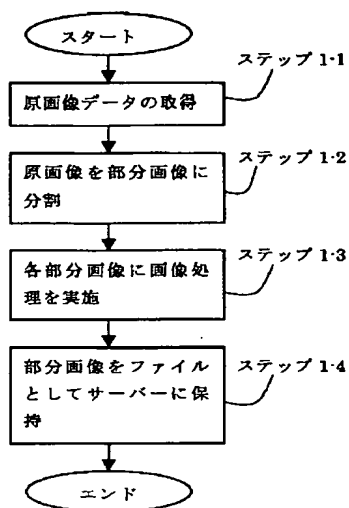 スタート
ステップ 1-1
原画像データの取得
ステップ 1-2
原画像を部分画像に
分割
ステップ 1-3
各部分画像に画像処
理を実施
ステップ 1-4
部分画像をファイル
としてサーバーに保
持
エンド